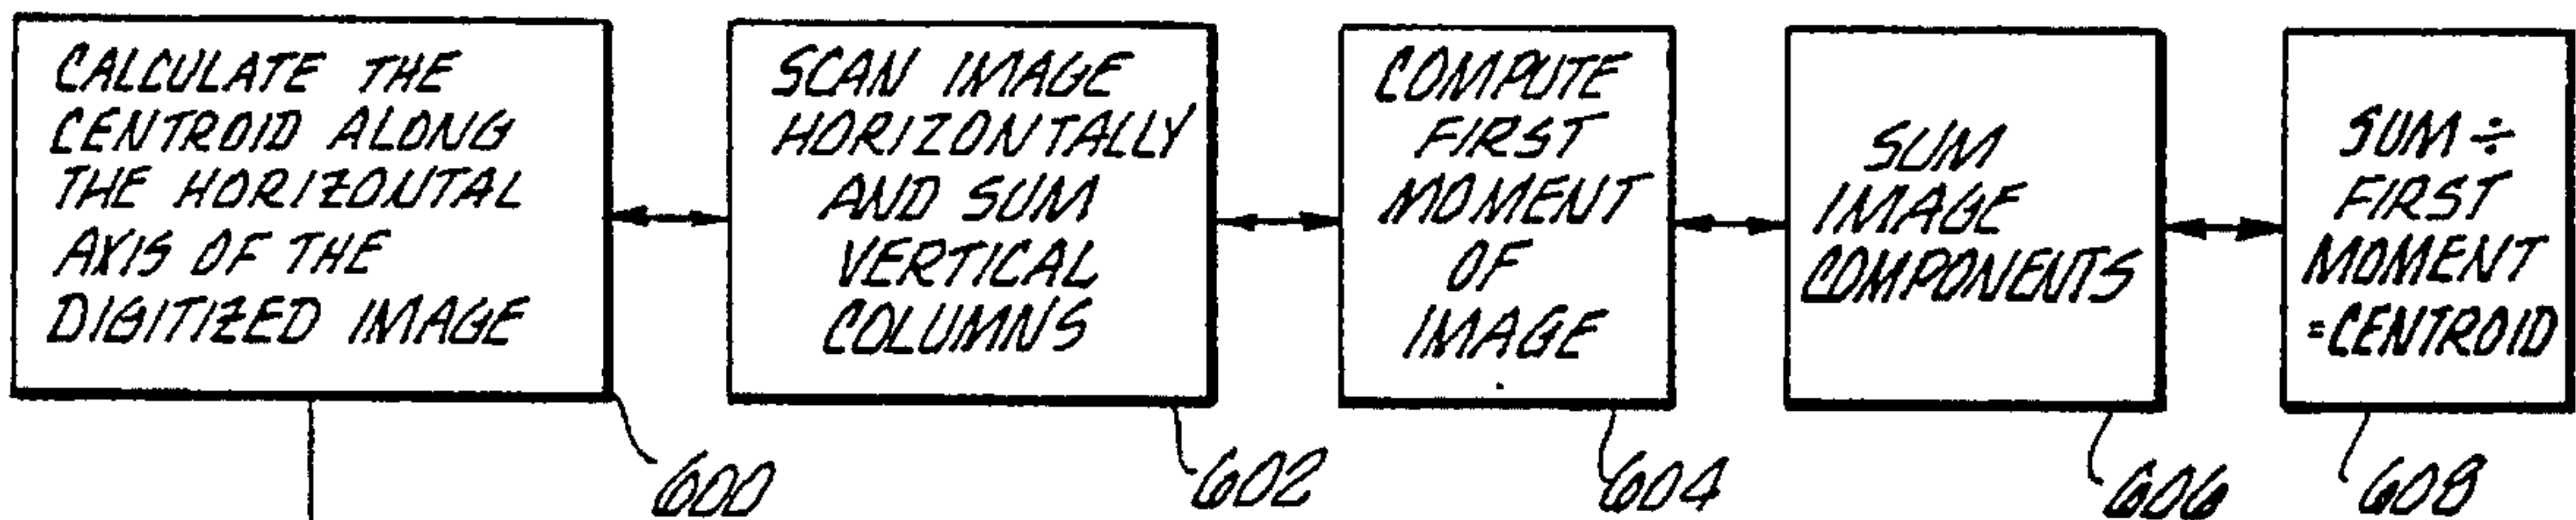 CALCULATE THE
CENTROID ALONG
THE HORIZONTAL
AXIS OF THE
DIGITIZED IMAGE
600
SCAN IMAGE
HORIZONTALLY
AND SUM
VERTICAL
COLUMNS
602
COMPUTE
FIRST
MOMENT
OF
IMAGE
604
SUM
IMAGE
COMPONENTS
606
SUM ÷
FIRST
MOMENT
=CENTROID
608